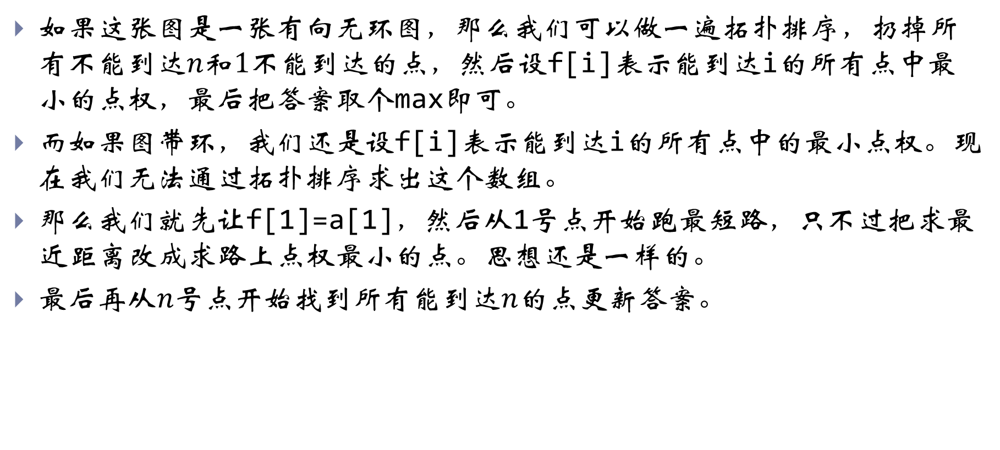 如果这张图是一张有向无环图，那么我们可以做一遍拓扑排序，扔掉所
有不能到达n和1不能到达的点，然后设f[i]表示能到达i的所有点中最
小的点权，最后把答案取个max即可。
而如果图带环，我们还是设f[i]表示能到达i的所有点中的最小点权。现
在我们无法通过拓扑排序求出这个数组。
那么我们就先让f[1]=a[1]，然后从1号点开始跑最短路，只不过把求最
近距离改成求路上点权最小的点。思想还是一样的。
最后再从n号点开始找到所有能到达n的点更新答案。